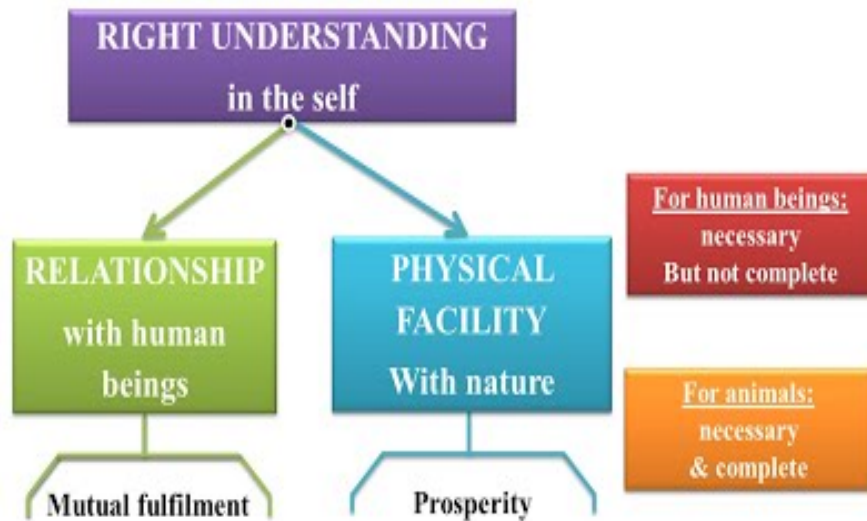 RIGHT UNDERSTANDING
in the self
RELATIONSHIP
with human
beings
Mutual fulfilment
PHYSICAL
FACILITY
With nature
Prosperity
For human beings:
necessary
But not complete
For animals:
necessary
& complete